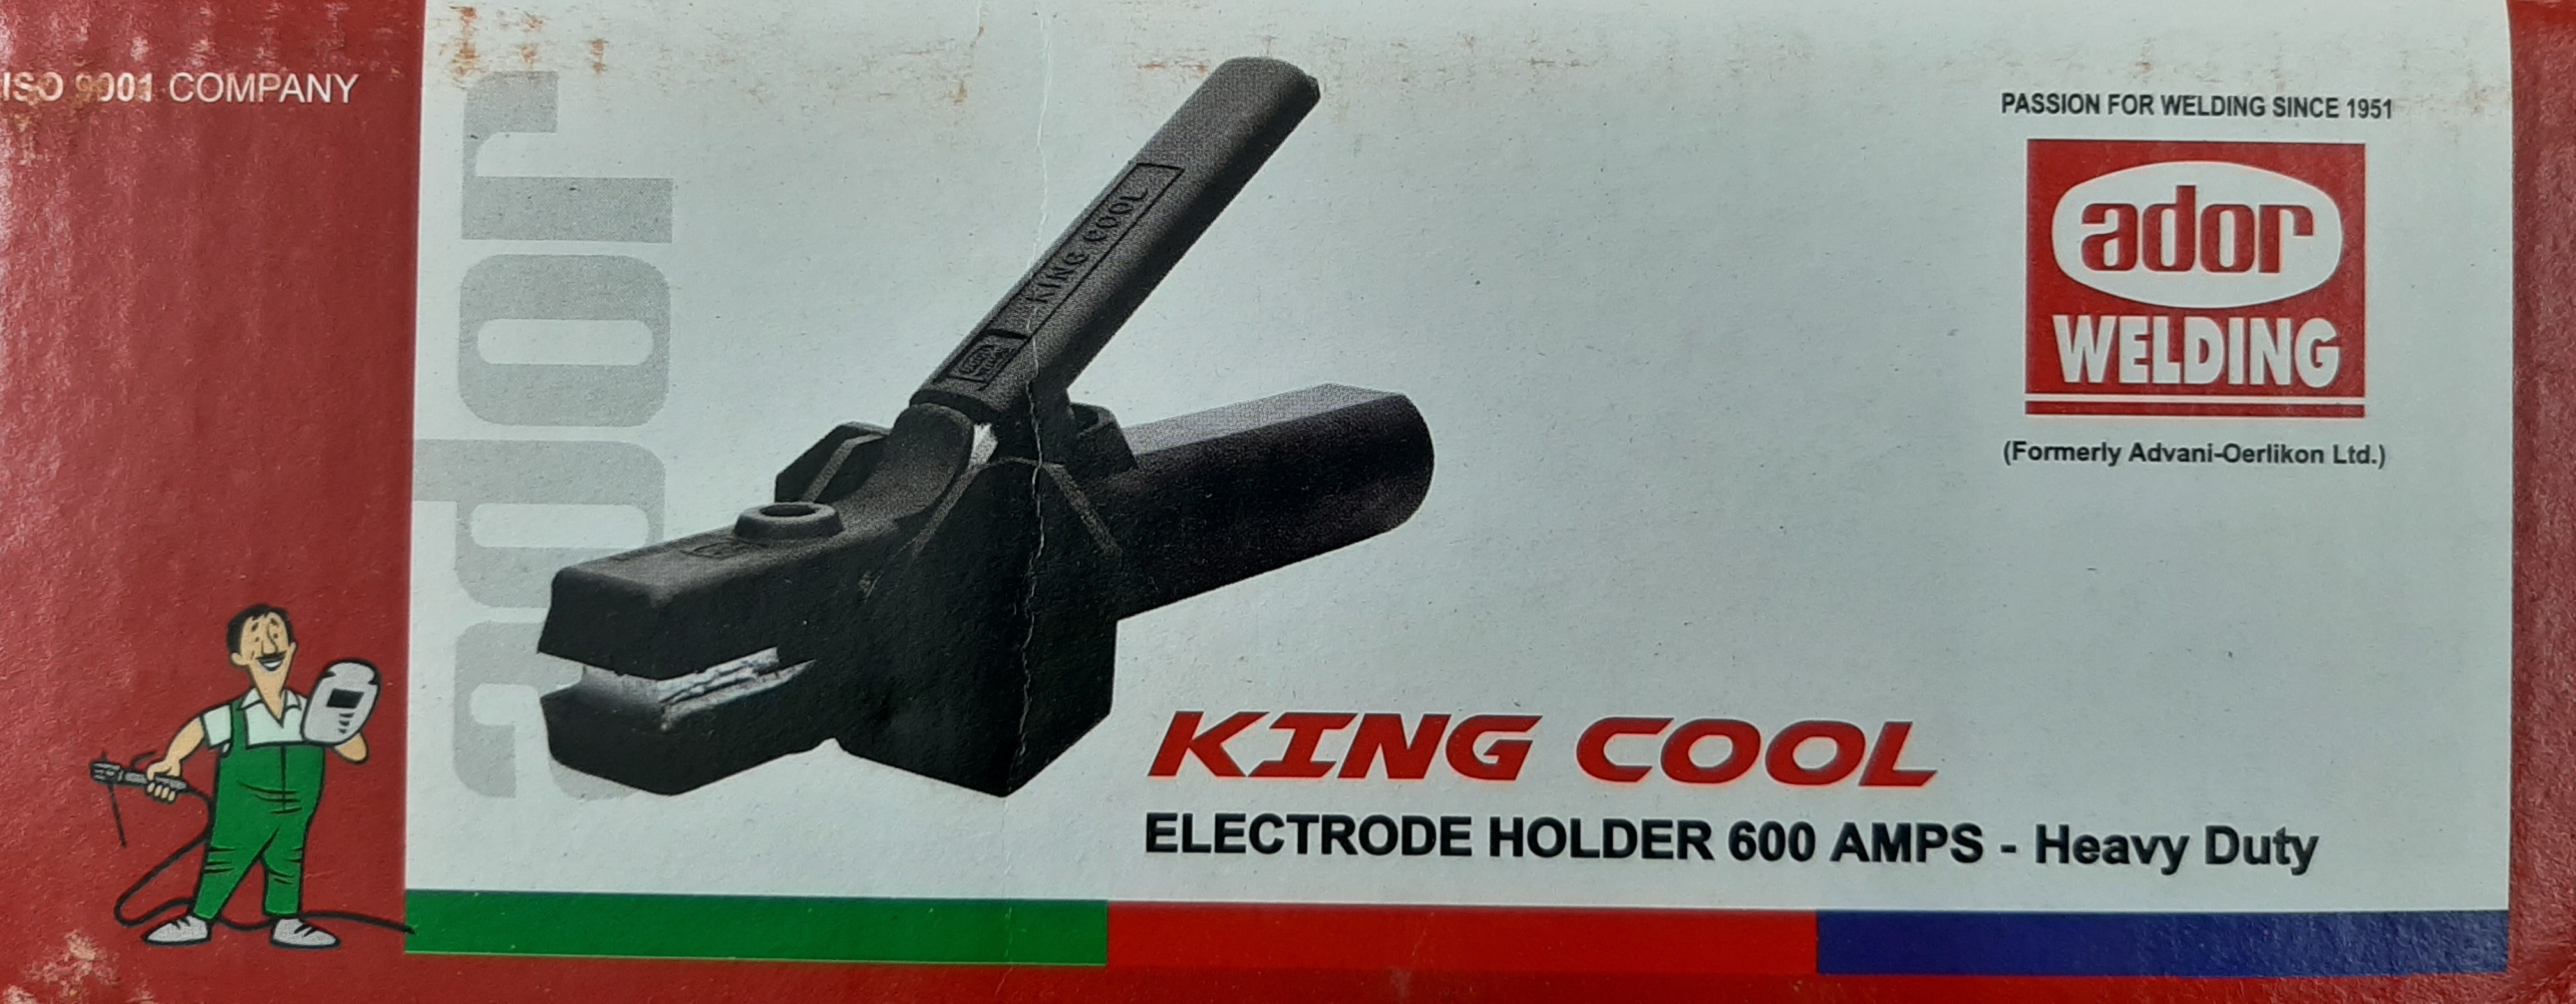 ISO 9001 COMPANY
ador
KING COOL
PASSION FOR WELDING SINCE 1951
ador
WELDING
(Formerly Advani-Oerlikon Ltd.)
KING COOL
ELECTRODE HOLDER 600 AMPS - Heavy Duty